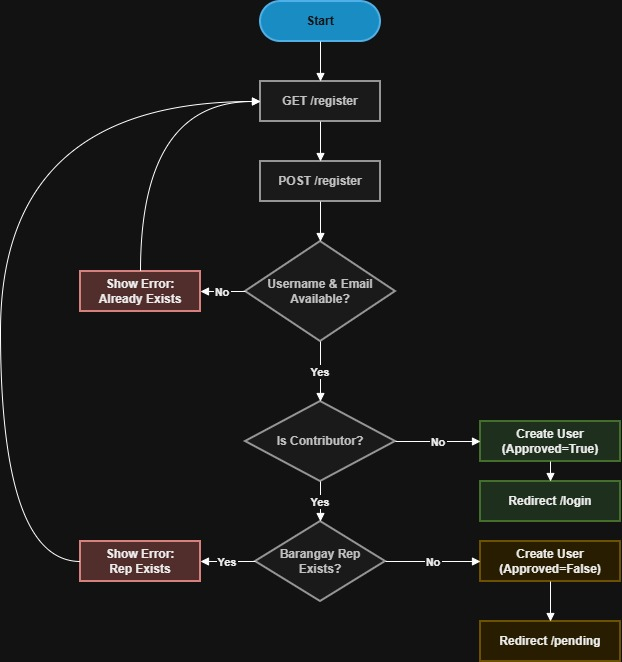 Start
GET /register
POST /register
Username & Email
Available?
No
Show Error:
Already Exists
Yes
Is Contributor?
No
Create User
(Approved=True)
Redirect /login
Yes
Barangay Rep
Exists?
Yes
Show Error:
Rep Exists
No
Create User
(Approved=False)
Redirect /pending